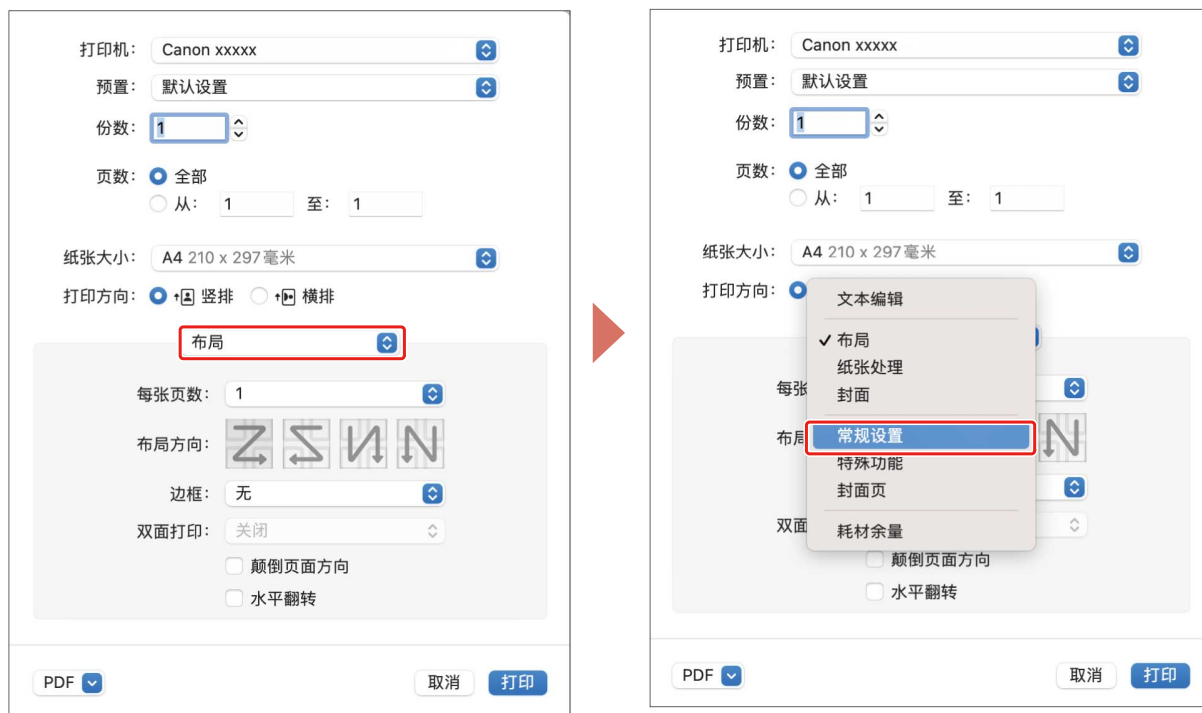 打印机： Canon xxxxx
预置： 默认设置
份数： 1
页数： 全部
从： 1 至： 1
纸张大小： A4 210 x 297 毫米
打印方向： 竖排 横排
布局
每张页数： 1
布局方向：
边框： 无
双面打印： 关闭
颠倒页面方向
水平翻转
PDF 取消 打印
打印机： Canon xxxxx
预置： 默认设置
份数： 1
页数： 全部
从： 1 至： 1
纸张大小： A4 210 x 297 毫米
打印方向：
文本编辑
✓ 布局
纸张处理
每张
封面
布局 常规设置
特殊功能
封面页
双面
耗材余量
颠倒页面方向
水平翻转
PDF 取消 打印